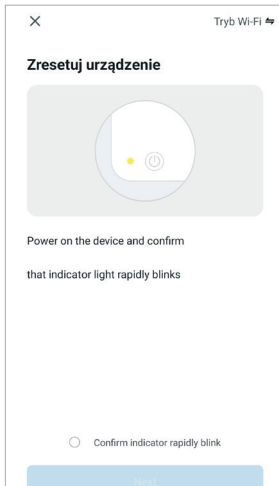 Tryb Wi-Fi
Zresetuj urządzenie
Power on the device and confirm
that indicator light rapidly blinks
Confirm indicator rapidly blink
Next